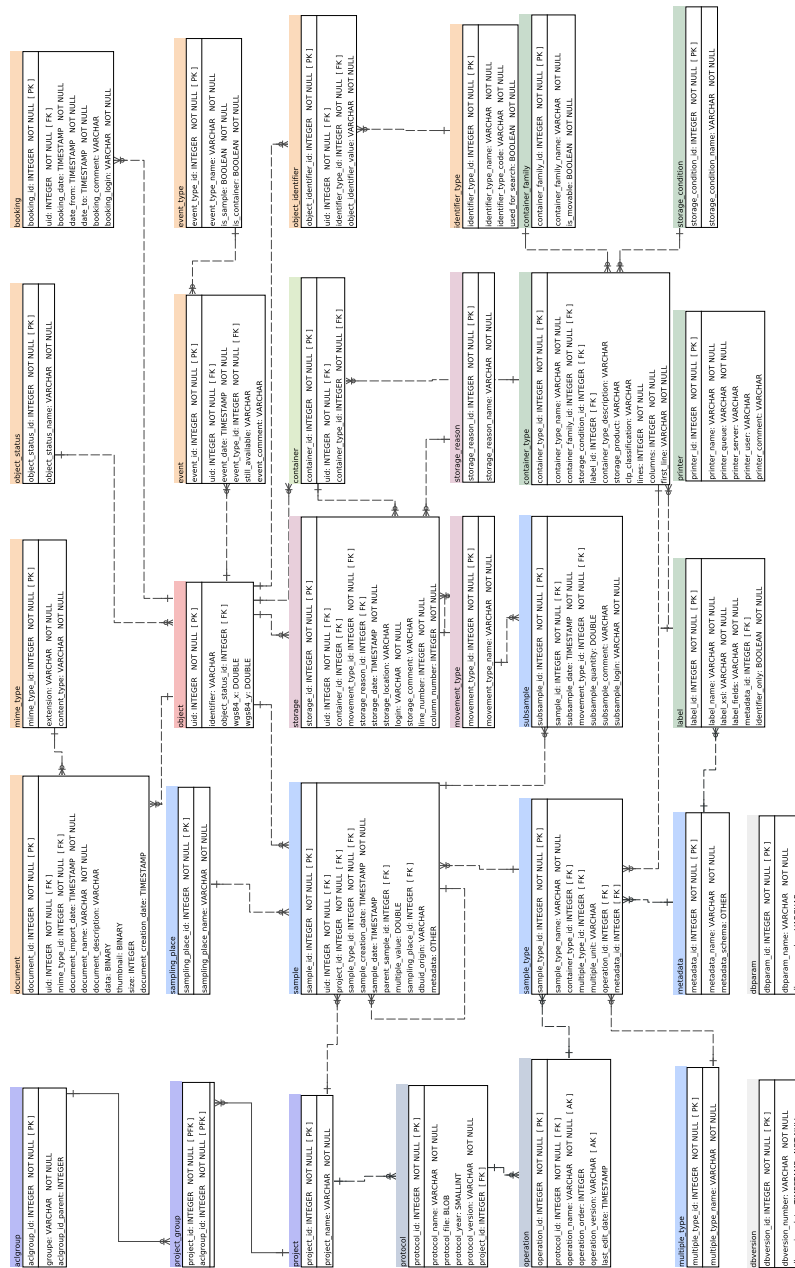 aclgroup
aclgroup_id: INTEGER NOT NULL [ PK ]
groupe: VARCHAR NOT NULL
aclgroup_id_parent: INTEGER
document
document_id: INTEGER NOT NULL [ PK ]
uid: INTEGER NOT NULL [ FK ]
mime_type_id: INTEGER NOT NULL [ FK ]
document_import_date: TIMESTAMP NOT NULL
document_name: VARCHAR NOT NULL
document_description: VARCHAR
data: BINARY
thumbnail: BINARY
size: INTEGER
document_creation_date: TIMESTAMP
mime_type
mime_type_id: INTEGER NOT NULL [ PK ]
extension: VARCHAR NOT NULL
content_type: VARCHAR NOT NULL
object_status
object_status_id: INTEGER NOT NULL [ PK ]
object_status_name: VARCHAR NOT NULL
booking
booking_id: INTEGER NOT NULL [ PK ]
uid: INTEGER NOT NULL [ FK ]
booking_date: TIMESTAMP NOT NULL
date_from: TIMESTAMP NOT NULL
date_to: TIMESTAMP NOT NULL
booking_comment: VARCHAR
booking_login: VARCHAR NOT NULL
project_group
project_id: INTEGER NOT NULL [ PFK ]
aclgroup_id: INTEGER NOT NULL [ PFK ]
sampling_place
sampling_place_id: INTEGER NOT NULL [ PK ]
sampling_place_name: VARCHAR NOT NULL
object
uid: INTEGER NOT NULL [ PK ]
identifier: VARCHAR
object_status_id: INTEGER [ FK ]
wgs84_x: DOUBLE
wgs84_y: DOUBLE
event
event_id: INTEGER NOT NULL [ PK ]
uid: INTEGER NOT NULL [ FK ]
event_date: TIMESTAMP NOT NULL
event_type_id: INTEGER NOT NULL [ FK ]
still_available: VARCHAR
event_comment: VARCHAR
event_type
event_type_id: INTEGER NOT NULL [ PK ]
event_type_name: VARCHAR NOT NULL
is_sample: BOOLEAN NOT NULL
is_container: BOOLEAN NOT NULL
project
project_id: INTEGER NOT NULL [ PK ]
project_name: VARCHAR NOT NULL
sample
sample_id: INTEGER NOT NULL [ PK ]
uid: INTEGER NOT NULL [ FK ]
project_id: INTEGER NOT NULL [ FK ]
sample_type_id: INTEGER NOT NULL [ FK ]
sample_creation_date: TIMESTAMP NOT NULL
sample_date: TIMESTAMP
parent_sample_id: INTEGER [ FK ]
multiple_value: DOUBLE
sampling_place_id: INTEGER [ FK ]
dbuid_origin: VARCHAR
metadata: OTHER
storage
storage_id: INTEGER NOT NULL [ PK ]
uid: INTEGER NOT NULL [ FK ]
container_id: INTEGER [ FK ]
movement_type_id: INTEGER NOT NULL [ FK ]
storage_reason_id: INTEGER [ FK ]
storage_date: TIMESTAMP NOT NULL
storage_location: VARCHAR
login: VARCHAR NOT NULL
storage_comment: VARCHAR
line_number: INTEGER NOT NULL
column_number: INTEGER NOT NULL
container
container_id: INTEGER NOT NULL [ PK ]
uid: INTEGER NOT NULL [ FK ]
container_type_id: INTEGER NOT NULL [ FK ]
object_identifier
object_identifier_id: INTEGER NOT NULL [ PK ]
uid: INTEGER NOT NULL [ FK ]
identifier_type_id: INTEGER NOT NULL [ FK ]
object_identifier_value: VARCHAR NOT NULL
protocol
protocol_id: INTEGER NOT NULL [ PK ]
protocol_name: VARCHAR NOT NULL
protocol_file: BLOB
protocol_year: SMALLINT
protocol_version: VARCHAR NOT NULL
project_id: INTEGER [ FK ]
movement_type
movement_type_id: INTEGER NOT NULL [ PK ]
movement_type_name: VARCHAR NOT NULL
storage_reason
storage_reason_id: INTEGER NOT NULL [ PK ]
storage_reason_name: VARCHAR NOT NULL
identifier_type
identifier_type_id: INTEGER NOT NULL [ PK ]
identifier_type_name: VARCHAR NOT NULL
identifier_type_code: VARCHAR NOT NULL
used for search: BOOLEAN NOT NULL
operation
operation_id: INTEGER NOT NULL [ PK ]
protocol_id: INTEGER NOT NULL [ FK ]
operation_name: VARCHAR NOT NULL [ AK ]
operation_order: INTEGER
operation_version: VARCHAR [ AK ]
last_edit_date: TIMESTAMP
sample_type
sample_type_id: INTEGER NOT NULL [ PK ]
sample_type_name: VARCHAR NOT NULL
container_type_id: INTEGER [ FK ]
multiple_type_id: INTEGER [ FK ]
multiple_unit: VARCHAR
operation_id: INTEGER [ FK ]
metadata_id: INTEGER [ FK ]
subsample
subsample_id: INTEGER NOT NULL [ PK ]
sample_id: INTEGER NOT NULL [ FK ]
subsample_date: TIMESTAMP NOT NULL
movement_type_id: INTEGER NOT NULL [ FK ]
subsample_quantity: DOUBLE
subsample_comment: VARCHAR
subsample_login: VARCHAR NOT NULL
container_type
container_type_id: INTEGER NOT NULL [ PK ]
container_type_name: VARCHAR NOT NULL
container_family_id: INTEGER NOT NULL [ FK ]
storage_condition_id: INTEGER [ FK ]
label_id: INTEGER [ FK ]
container_type_description: VARCHAR
storage_product: VARCHAR
clp_classification: VARCHAR
lines: INTEGER NOT NULL
columns: INTEGER NOT NULL
first_line: VARCHAR NOT NULL
container_family
container_family_id: INTEGER NOT NULL [ PK ]
container_family_name: VARCHAR NOT NULL
is_movable: BOOLEAN NOT NULL
multiple_type
multiple_type_id: INTEGER NOT NULL [ PK ]
multiple_type_name: VARCHAR NOT NULL
metadata
metadata_id: INTEGER NOT NULL [ PK ]
metadata_name: VARCHAR NOT NULL
metadata_schema: OTHER
label
label_id: INTEGER NOT NULL [ PK ]
label_name: VARCHAR NOT NULL
label_xsl: VARCHAR NOT NULL
label_fields: VARCHAR NOT NULL
metadata_id: INTEGER [ FK ]
identifier_only: BOOLEAN NOT NULL
printer
printer_id: INTEGER NOT NULL [ PK ]
printer_name: VARCHAR NOT NULL
printer_queue: VARCHAR NOT NULL
printer_server: VARCHAR
printer_user: VARCHAR
printer_comment: VARCHAR
storage_condition
storage_condition_id: INTEGER NOT NULL [ PK ]
storage_condition_name: VARCHAR NOT NULL
dbversion
dbversion_id: INTEGER NOT NULL [ PK ]
dbversion_number: VARCHAR NOT NULL
dbparam
dbparam_id: INTEGER NOT NULL [ PK ]
dbparam_name: VARCHAR NOT NULL